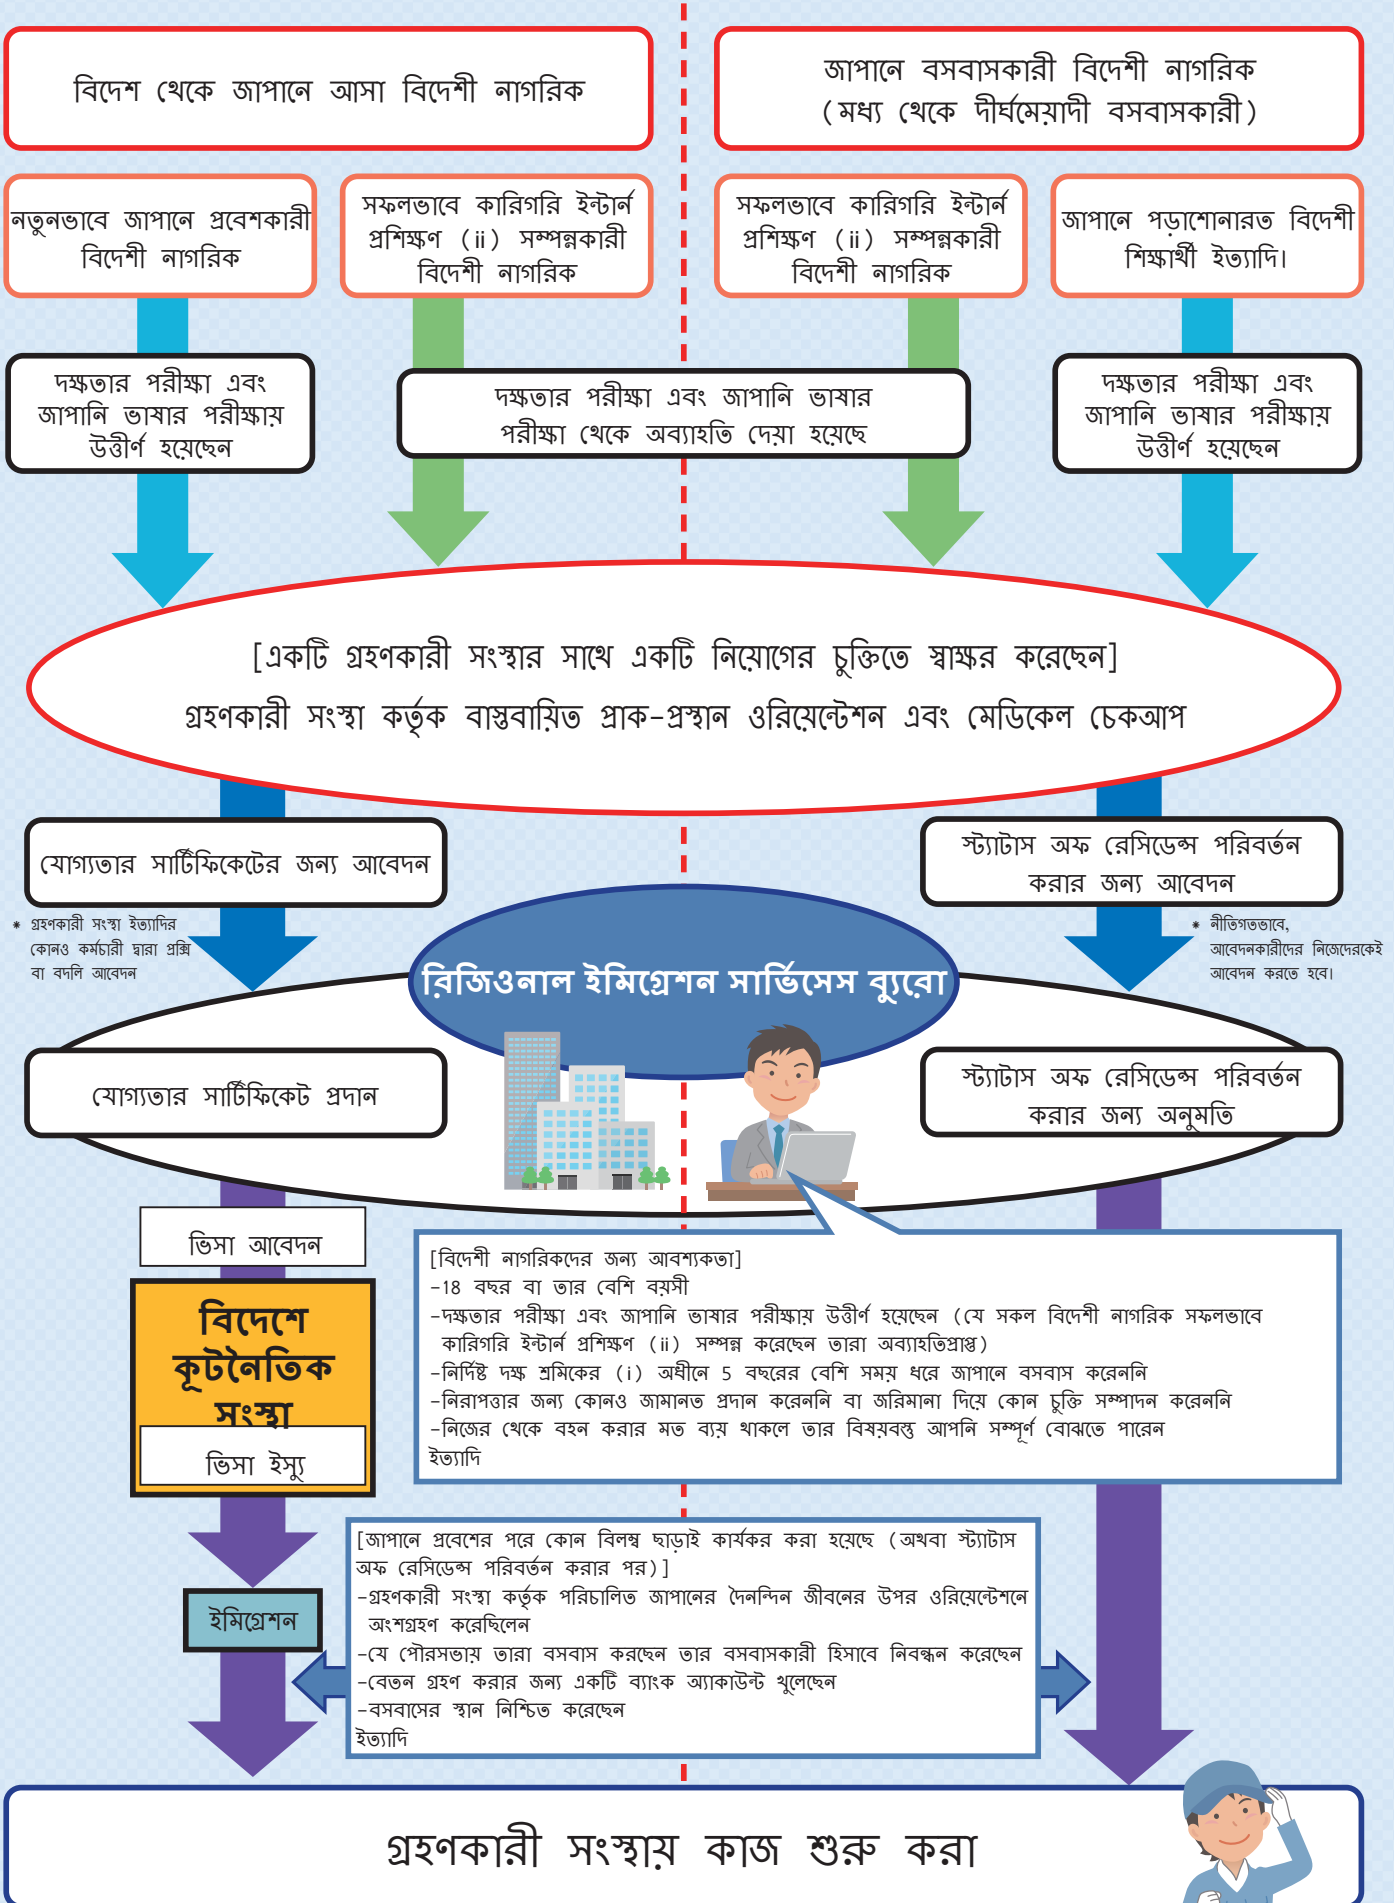 বিদেশ থেকে জাপানে আসা বিদেশী নাগরিক
জাপানে বসবাসকারী বিদেশী নাগরিক
(মধ্য থেকে দীর্ঘমেয়াদী বসবাসকারী)
নতুনভাবে জাপানে প্রবেশকারী
বিদেশী নাগরিক
সফলভাবে কারিগরি ইন্টার্ন
প্রশিক্ষণ (ii) সম্পন্নকারী
বিদেশী নাগরিক
সফলভাবে কারিগরি ইন্টার্ন
প্রশিক্ষণ (ii) সম্পন্নকারী
বিদেশী নাগরিক
জাপানে পড়াশোনারত বিদেশী
শিক্ষার্থী ইত্যাদি।
দক্ষতার পরীক্ষা এবং
জাপানি ভাষার পরীক্ষায়
উত্তীর্ণ হয়েছেন
দক্ষতার পরীক্ষা এবং জাপানি ভাষার
পরীক্ষা থেকে অব্যাহতি দেয়া হয়েছে
দক্ষতার পরীক্ষা এবং
জাপানি ভাষার পরীক্ষায়
উত্তীর্ণ হয়েছেন
[একটি গ্রহণকারী সংস্থার সাথে একটি নিয়োগের চুক্তিতে স্বাক্ষর করেছেন]
গ্রহণকারী সংস্থা কর্তৃক বাস্তবায়িত প্রাক-প্রস্থান ওরিয়েন্টেশন এবং মেডিকেল চেকআপ
যোগ্যতার সার্টিফিকেটের জন্য আবেদন
স্ট্যাটাস অফ রেসিডেন্স পরিবর্তন
করার জন্য আবেদন
* গ্রহণকারী সংস্থা ইত্যাদির
কোনও কর্মচারী দ্বারা প্রক্সি
বা বদলি আবেদন
* নীতিগতভাবে,
আবেদনকারীদের নিজেদেরকেই
আবেদন করতে হবে।
রিজিওনাল ইমিগ্রেশন সার্ভিসেস ব্যুরো
যোগ্যতার সার্টিফিকেট প্রদান
স্ট্যাটাস অফ রেসিডেন্স পরিবর্তন
করার জন্য অনুমতি
ভিসা আবেদন
বিদেশে
কূটনৈতিক
সংস্থা
ভিসা ইস্যু
[বিদেশী নাগরিকদের জন্য আবশ্যকতা]
-18 বছর বা তার বেশি বয়সী
-দক্ষতার পরীক্ষা এবং জাপানি ভাষার পরীক্ষায় উত্তীর্ণ হয়েছেন (যে সকল বিদেশী নাগরিক সফলভাবে
কারিগরি ইন্টার্ন প্রশিক্ষণ (ii) সম্পন্ন করেছেন তারা অব্যাহতিপ্রাপ্ত)
-নির্দিষ্ট দক্ষ শ্রমিকের (i) অধীনে 5 বছরের বেশি সময় ধরে জাপানে বসবাস করেননি
-নিরাপত্তার জন্য কোনও জামানত প্রদান করেননি বা জরিমানা দিয়ে কোন চুক্তি সম্পাদন করেননি
-নিজের থেকে বহন করার মত ব্যয় থাকলে তার বিষয়বস্তু আপনি সম্পূর্ণ বোঝতে পারেন
ইত্যাদি
[জাপানে প্রবেশের পরে কোন বিলম্ব ছাড়াই কার্যকর করা হয়েছে (অথবা স্ট্যাটাস
অফ রেসিডেন্স পরিবর্তন করার পর)]
-গ্রহণকারী সংস্থা কর্তৃক পরিচালিত জাপানের দৈনন্দিন জীবনের উপর ওরিয়েন্টেশনে
অংশগ্রহণ করেছিলেন
-যে পৌরসভায় তারা বসবাস করছেন তার বসবাসকারী হিসাবে নিবন্ধন করেছেন
-বেতন গ্রহণ করার জন্য একটি ব্যাংক অ্যাকাউন্ট খুলেছেন
-বসবাসের স্থান নিশ্চিত করেছেন
ইত্যাদি
ইমিগ্রেশন
গ্রহণকারী সংস্থায় কাজ শুরু করা